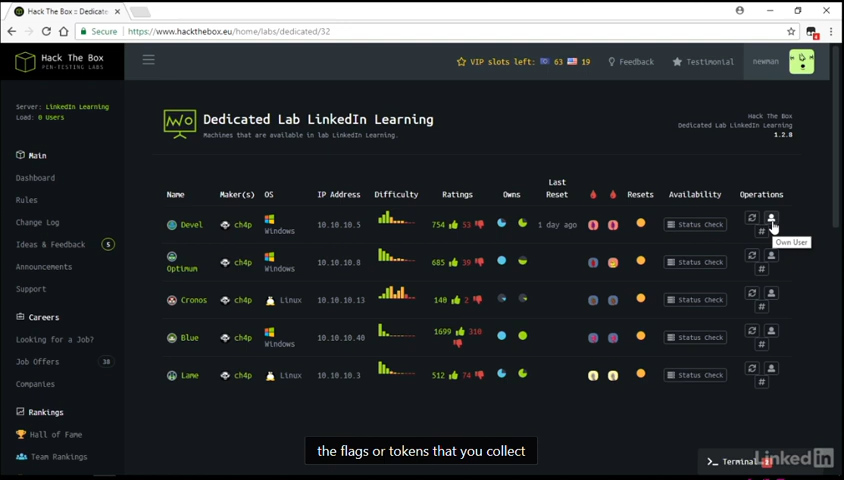 Hack The Box :: Dedicate
Secure https://www.hackthebox.eu/home/labs/dedicated/32
Hack The Box
PEN-TESTING LABS
VIP slots left: 63 19
Feedback
Testimonial
newman
Server: LinkedIn Learning
Load: 0 Users
Main
Dashboard
Rules
Change Log
Ideas & Feedback 5
Announcements
Support
Careers
Looking for a Job?
Job Offers 38
Companies
Rankings
Hall of Fame
Team Rankings
Dedicated Lab LinkedIn Learning
Machines that are available in lab LinkedIn Learning.
Hack The Box
Dedicated Lab LinkedIn Learning
1.2.8
Name Maker(s) OS IP Address Difficulty Ratings Owns Last Reset Resets Availability Operations
Devel ch4p Windows 10.10.10.5 754 53 1 day ago Status Check #
Own User
Optimum ch4p Windows 10.10.10.8 685 39 Status Check #
Cronos ch4p Linux 10.10.10.13 140 2 Status Check #
Blue ch4p Windows 10.10.10.40 1699 310 Status Check #
Lame ch4p Linux 10.10.10.3 512 74 Status Check #
the flags or tokens that you collect
>_ Terminal
LinkedIn